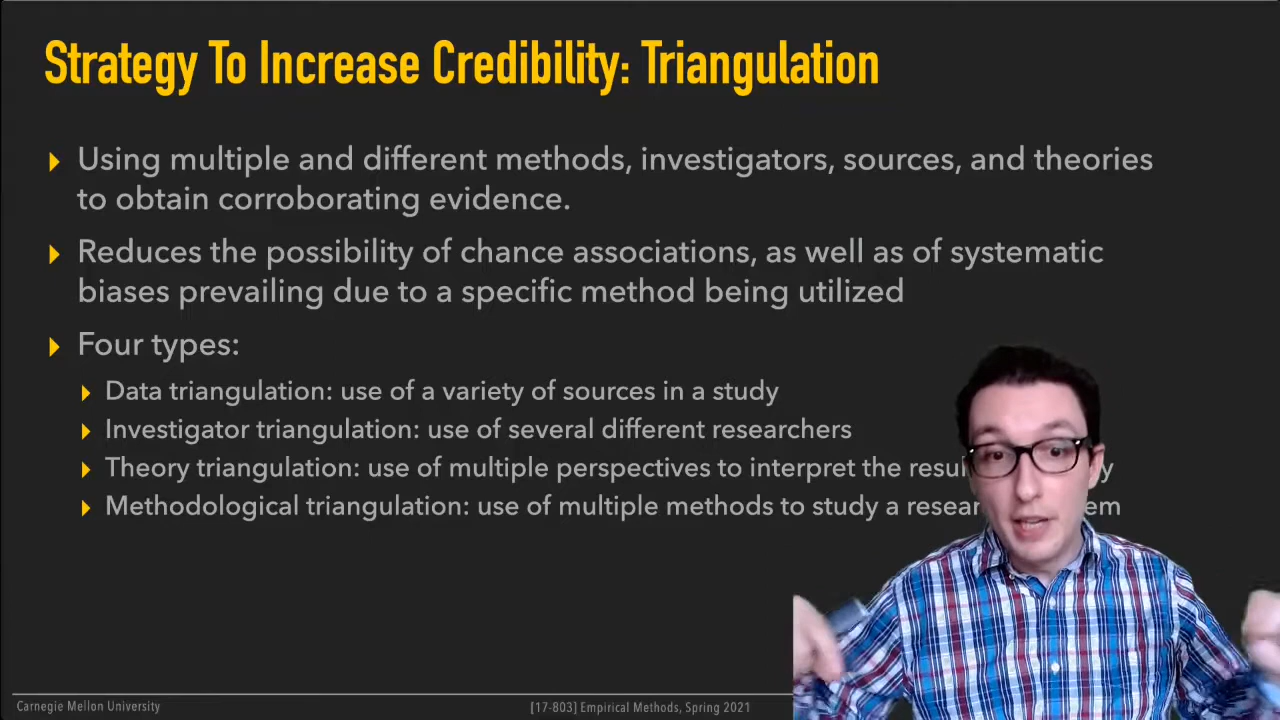 Strategy To Increase Credibility: Triangulation
Using multiple and different methods, investigators, sources, and theories
to obtain corroborating evidence.
Reduces the possibility of chance associations, as well as of systematic
biases prevailing due to a specific method being utilized
Four types:
Data triangulation: use of a variety of sources in a study
Investigator triangulation: use of several different researchers
Theory triangulation: use of multiple perspectives to interpret the
Methodological triangulation: use of multiple methods to study a
Carnegie Mellon University
[17-803] Empirical Methods, Spring 2021